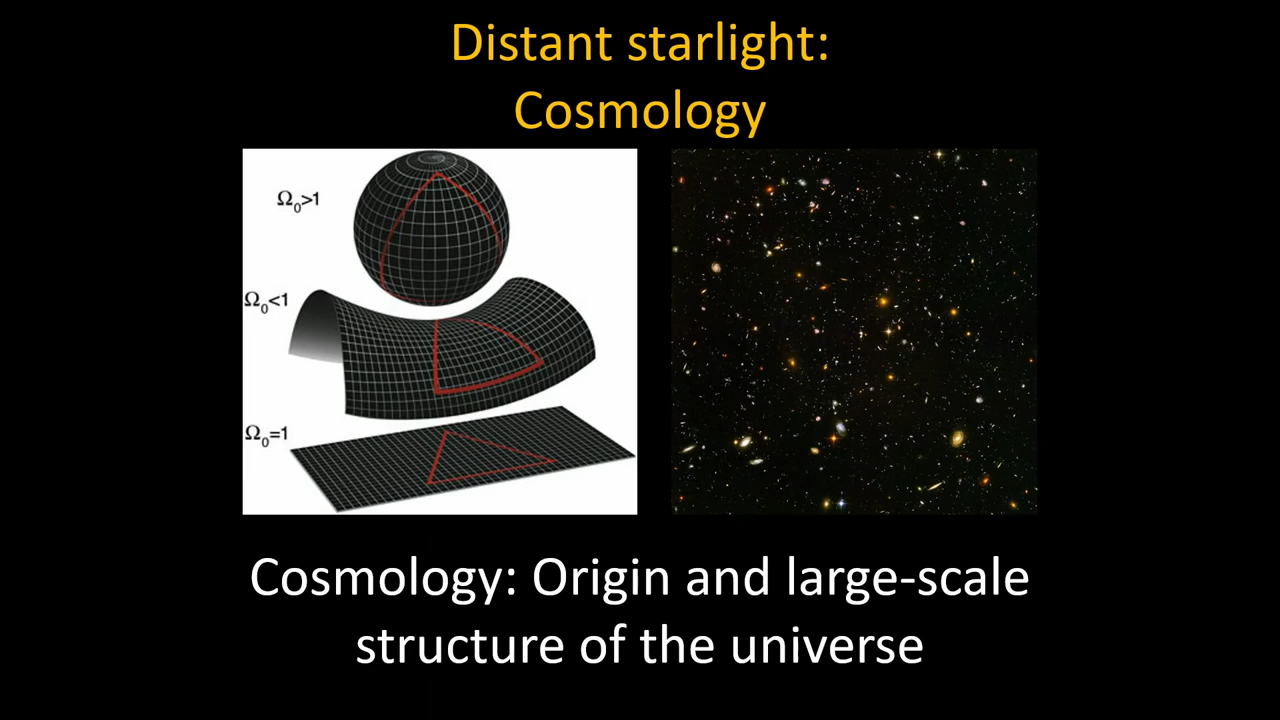 Distant starlight:
Cosmology
Ω₀>1
Ω₀<1
Ω₀=1
Cosmology: Origin and large-scale
structure of the universe